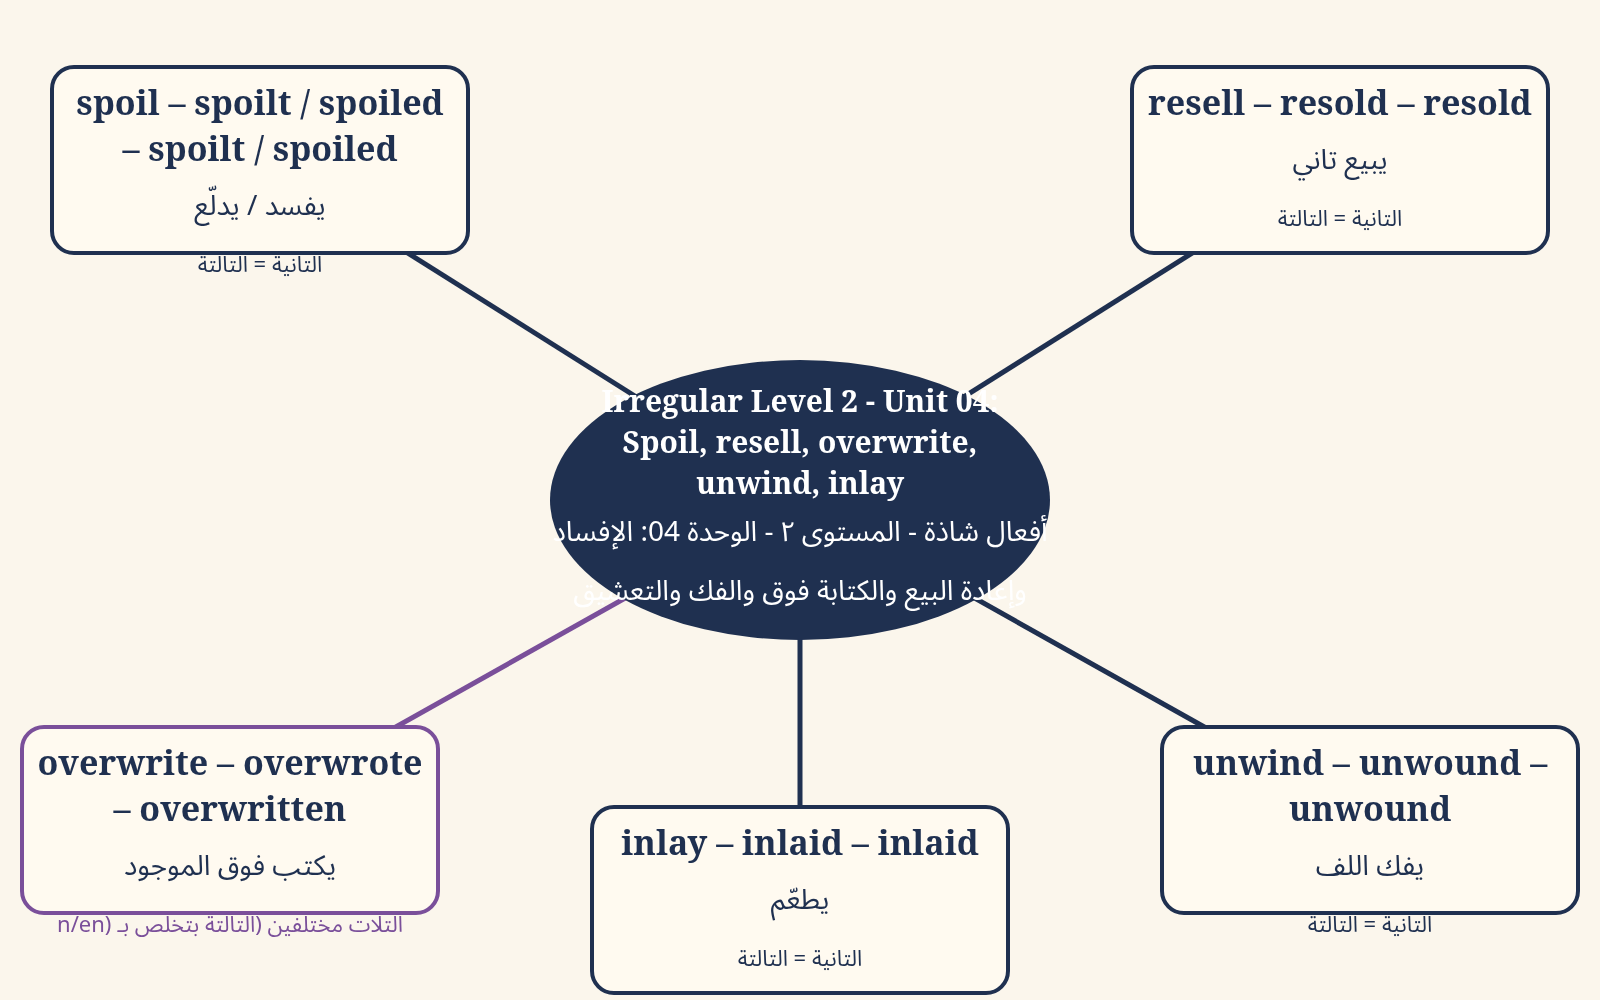 spoil – spoilt / spoiled
– spoilt / spoiled
يفسد / يدلّع
التانية = التالتة
resell – resold – resold
يبيع تاني
التانية = التالتة
Irregular Level 2 - Unit 04:
Spoil, resell, overwrite,
unwind, inlay
أفعال شاذة - المستوى ٢ - الوحدة 04: الإفساد
وإعادة البيع والكتابة فوق والفك والتعشيق
overwrite – overwrote
– overwritten
يكتب فوق الموجود
التلات مختلفين (التالتة بتخلص بـ n/en)
inlay – inlaid – inlaid
يطعّم
التانية = التالتة
unwind – unwound –
unwound
يفك اللف
التانية = التالتة